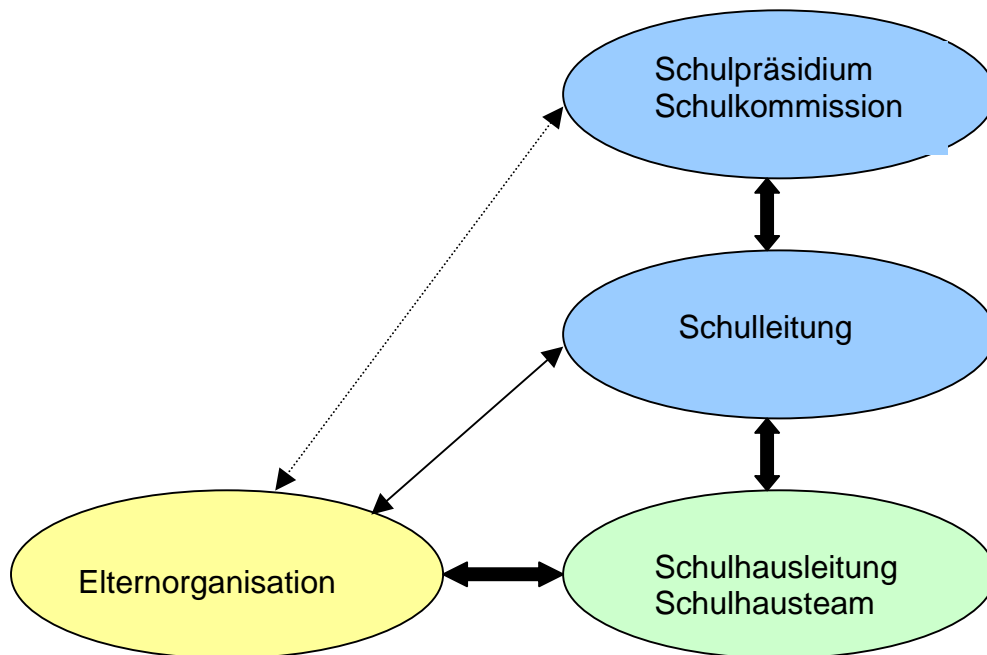 Schulpräsidium
Schulkommission
Schulleitung
Elternorganisation
Schulhausleitung
Schulhausteam